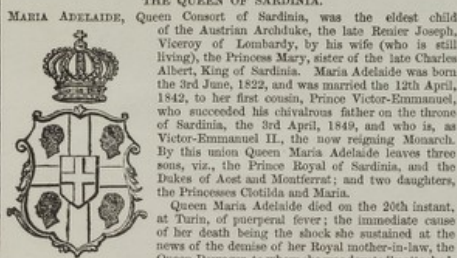 THE QUEEN OF SARDINIA.
MARIA ADELAIDE, Queen Consort of Sardinia, was the eldest child
of the Austrian Archduke, the late Renier Joseph,
Viceroy of Lombardy, by his wife (who is still
living), the Princess Mary, sister of the late Charles
Albert, King of Sardinia. Maria Adelaide was born
the 3rd June, 1822, and was married the 12th April,
1842, to her first cousin, Prince Victor-Emmanuel,
who succeeded his chivalrous father on the throne
of Sardinia, the 3rd April, 1849, and who is, as
Victor-Emmanuel II., the now reigning Monarch.
By this union Queen Maria Adelaide leaves three
sons, viz., the Prince Royal of Sardinia, and the
Dukes of Aost and Montferrat; and two daughters,
the Princesses Clotilda and Maria.
Queen Maria Adelaide died on the 20th instant,
at Turin, of puerperal fever; the immediate cause
of her death being the shock she sustained at the
news of the demise of her Royal mother-in-law, the